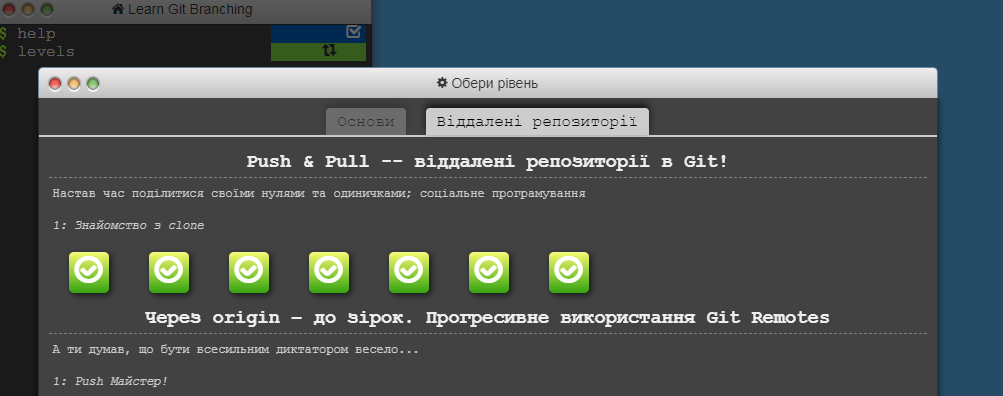 Learn Git Branching
$ help
$ levels
Обери рівень
Основи
Віддалені репозиторії
Push & Pull -- віддалені репозиторії в Git!
Настав час поділитися своїми нулями та одиничками; соціальне програмування
1: Знайомство з clone
Через origin – до зірок. Прогресивне використання Git Remotes
А ти думав, що бути всесильним диктатором весело...
1: Push Майстер!